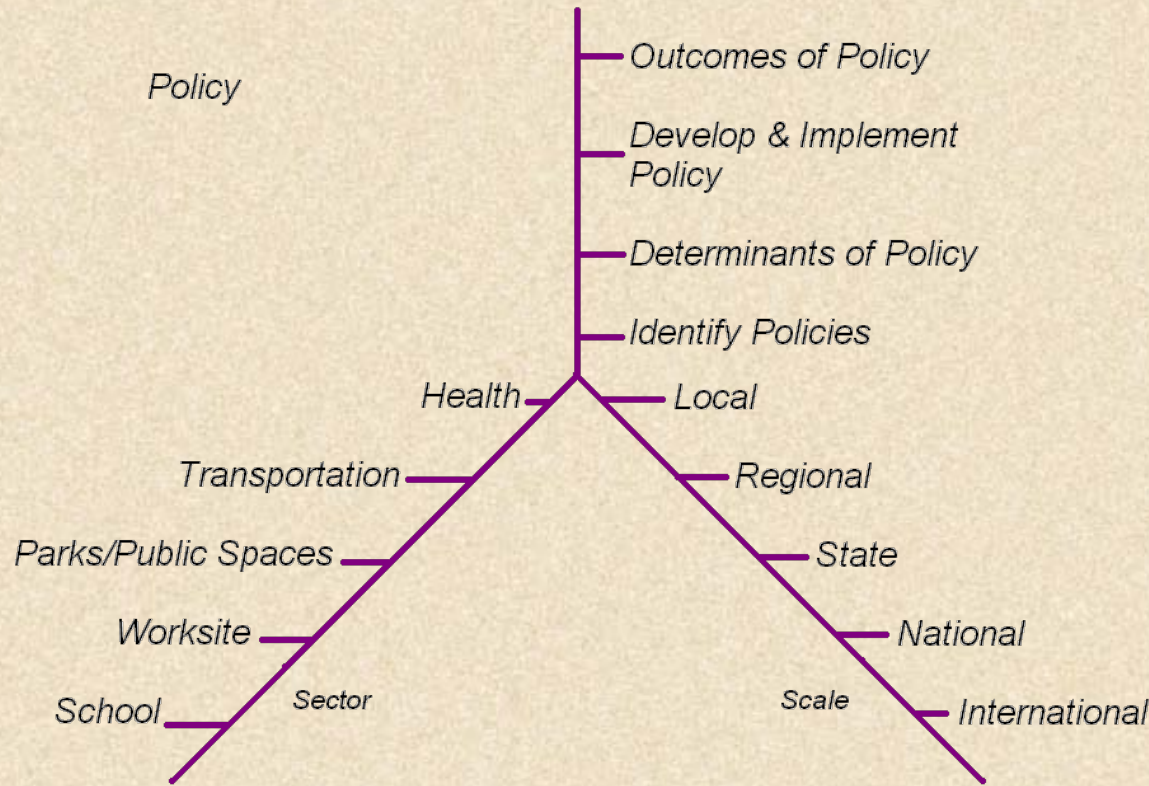 Outcomes of Policy
Policy
Develop & Implement
Policy
Determinants of Policy
Identify Policies
Health
Local
Transportation
Regional
Parks/Public Spaces
State
Worksite
National
Sector
Scale
School
International